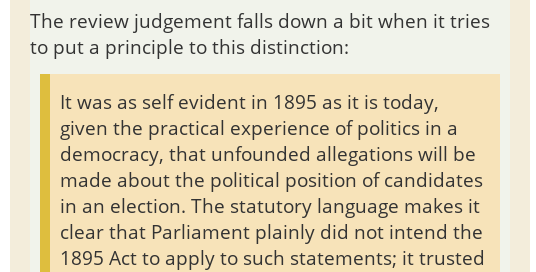 The review judgement falls down a bit when it tries
to put a principle to this distinction:
It was as self evident in 1895 as it is today,
given the practical experience of politics in a
democracy, that unfounded allegations will be
made about the political position of candidates
in an election. The statutory language makes it
clear that Parliament plainly did not intend the
1895 Act to apply to such statements; it trusted